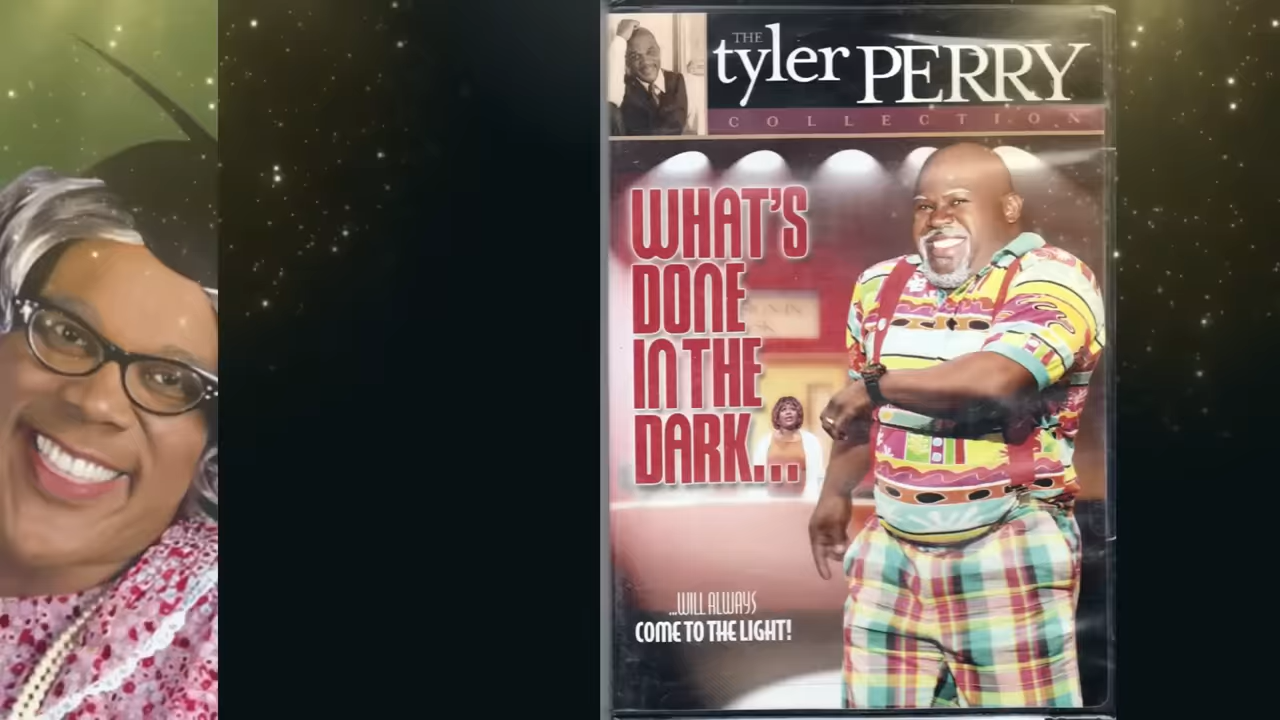 THE
tyler PERRY
COLLECTION
WHAT'S
DONE
IN THE
DARK...
...WILL ALWAYS
COME TO THE LIGHT!